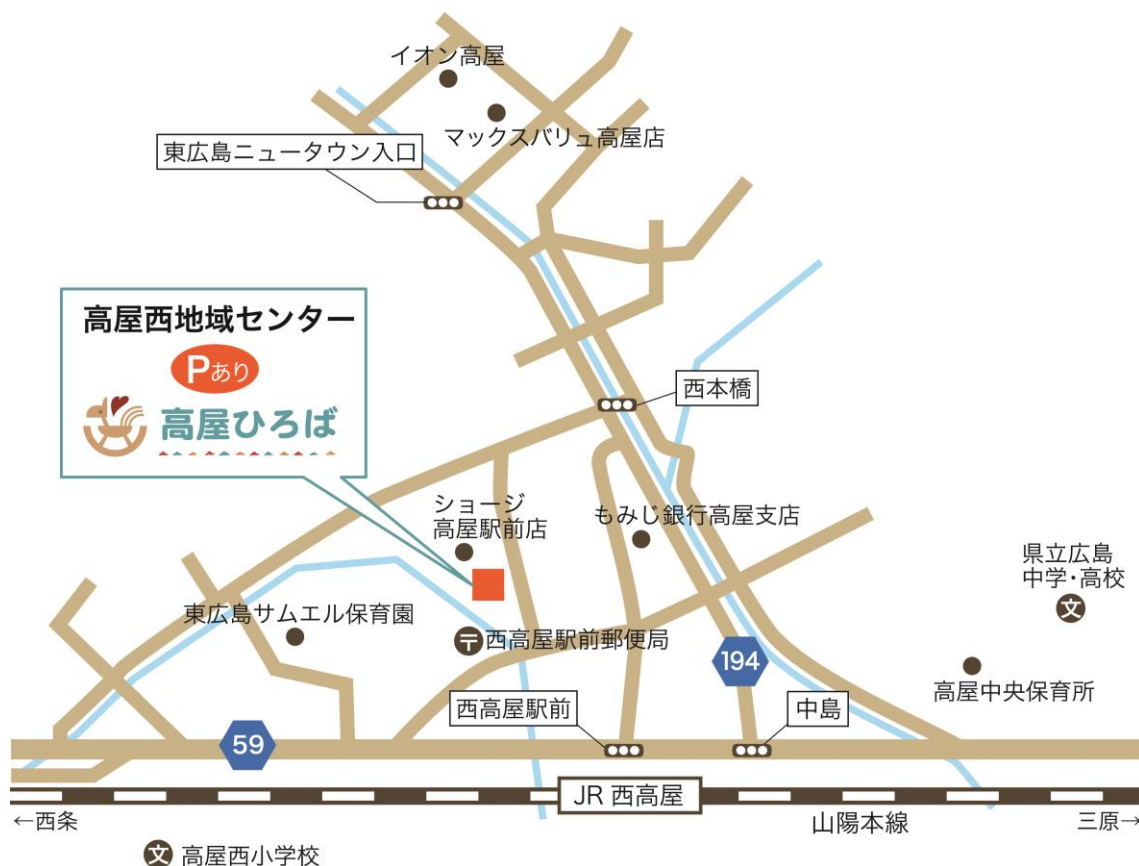 イオン高屋
マックスバリュ高屋店
東広島ニュータウン入口
高屋西地域センター
Pあり
高屋ひろば
西本橋
ショージ
高屋駅前店
もみじ銀行高屋支店
県立広島
中学・高校
文
東広島サムエル保育園
〒西高屋駅前郵便局
194
高屋中央保育所
西高屋駅前
中島
59
JR 西高屋
←西条
山陽本線
三原→
文 高屋西小学校